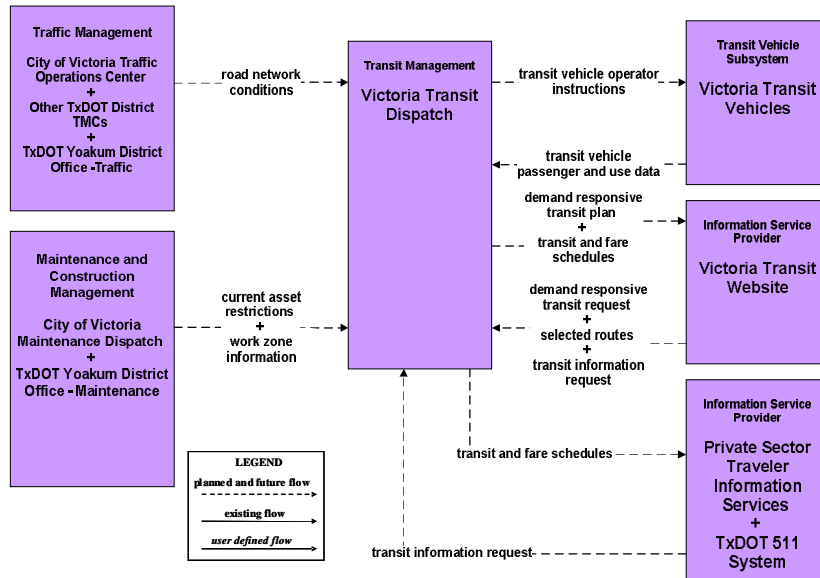 Traffic Management
City of Victoria Traffic
Operations Center
+
Other TxDOT District
TMCs
+
TxDOT Yoakum District
Office -Traffic
road network
conditions
Transit Management
Victoria Transit
Dispatch
transit vehicle operator
instructions
Transit Vehicle
Subsystem
Victoria Transit
Vehicles
transit vehicle
passenger and use data
demand responsive
transit plan
+
transit and fare
schedules
Information Service
Provider
Victoria Transit
Website
demand responsive
transit request
+
selected routes
+
transit information
request
Maintenance and
Construction
Management
City of Victoria
Maintenance Dispatch
+
TxDOT Yoakum District
Office - Maintenance
current asset
restrictions
+
work zone
information
Information Service
Provider
Private Sector
Traveler
Information
Services
+
TxDOT 511
System
transit and fare schedules
transit information request
LEGEND
planned and future flow
existing flow
user defined flow